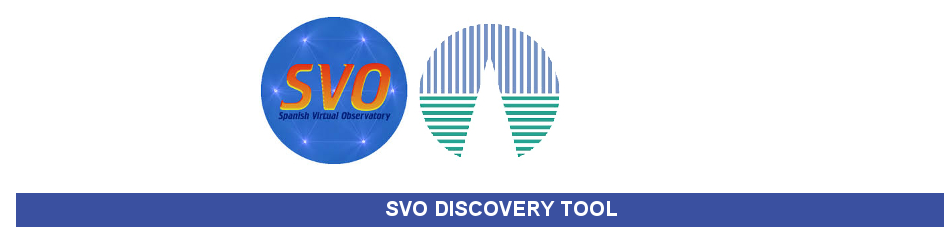 SVO
Spanish Virtual Observatory
SVO DISCOVERY TOOL